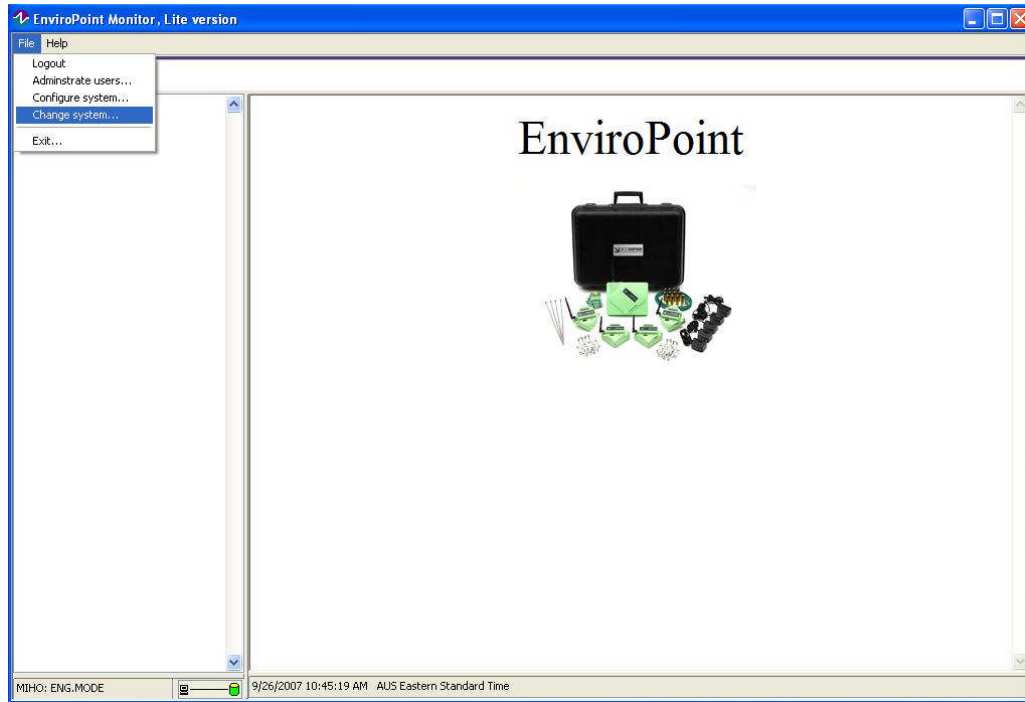 EnviroPoint Monitor, Lite version
File Help
Logout
Adminstrate users...
Configure system...
Change system...
Exit...
EnviroPoint
MIHO: ENG.MODE
9/26/2007 10:45:19 AM AUS Eastern Standard Time